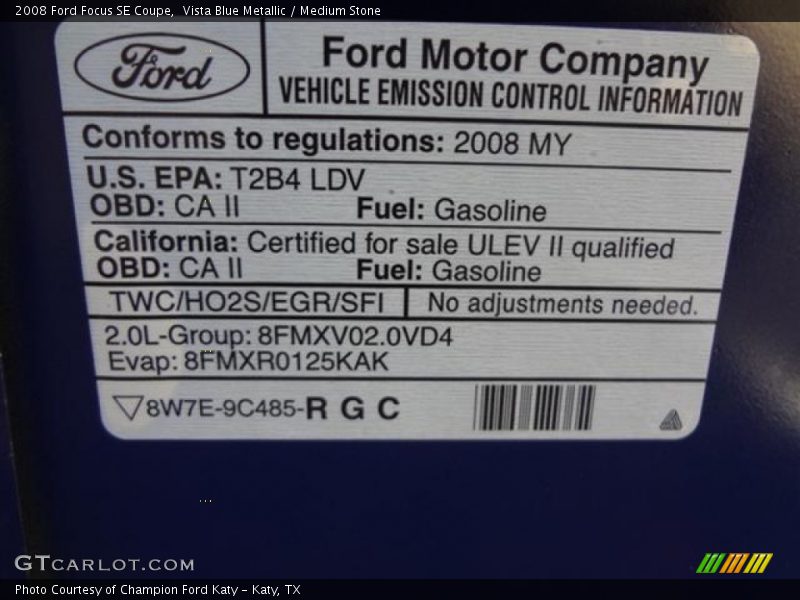 2008 Ford Focus SE Coupe,  Vista Blue Metallic / Medium Stone
Ford
Ford Motor Company
VEHICLE EMISSION CONTROL INFORMATION
Conforms to regulations: 2008 MY
U.S. EPA: T2B4 LDV
OBD: CA II Fuel: Gasoline
California: Certified for sale ULEV II qualified
OBD: CA II Fuel: Gasoline
TWC/HO2S/EGR/SFI No adjustments needed.
2.0L-Group: 8FMXV02.0VD4
Evap: 8FMXR0125KAK
8W7E-9C485-R G C
GTCARLOT.COM
Photo Courtesy of Champion Ford Katy - Katy, TX